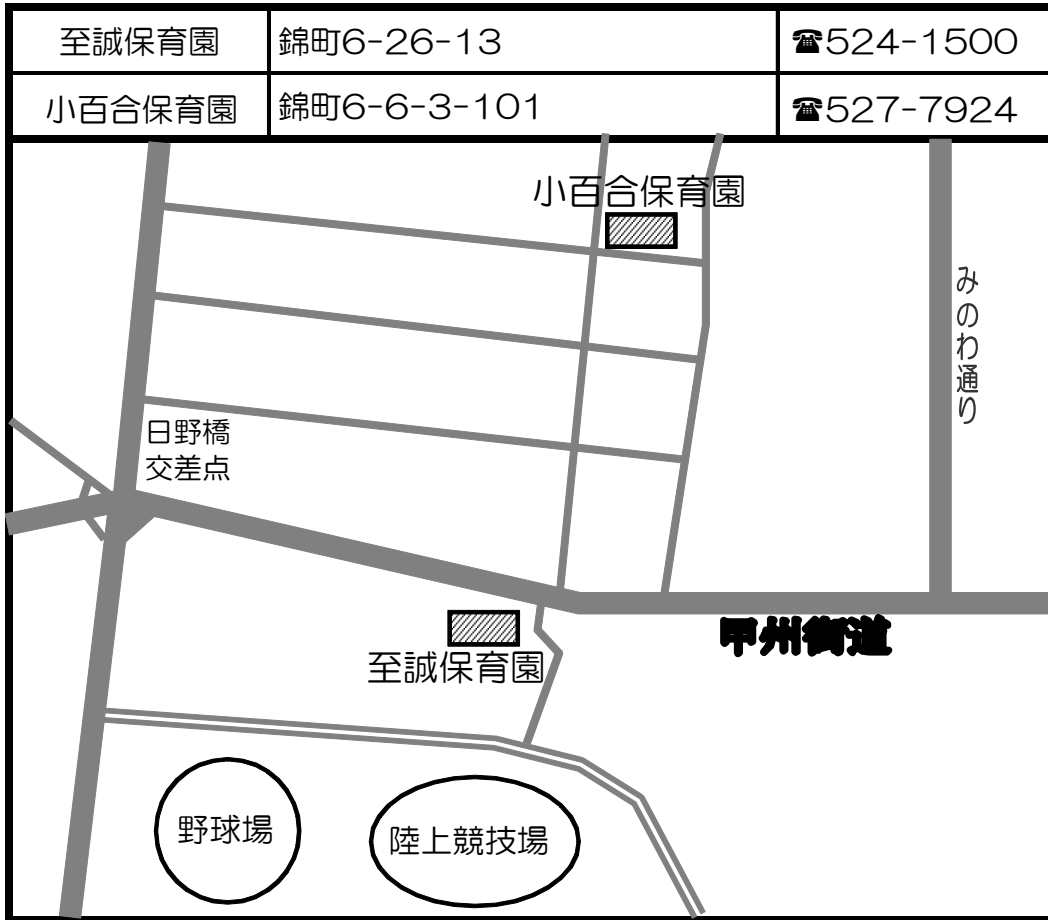 至誠保育園 錦町6-26-13 ☎524-1500
小百合保育園 錦町6-6-3-101 ☎527-7924
小百合保育園
みのわ通り
日野橋
交差点
甲州街道
至誠保育園
野球場
陸上競技場